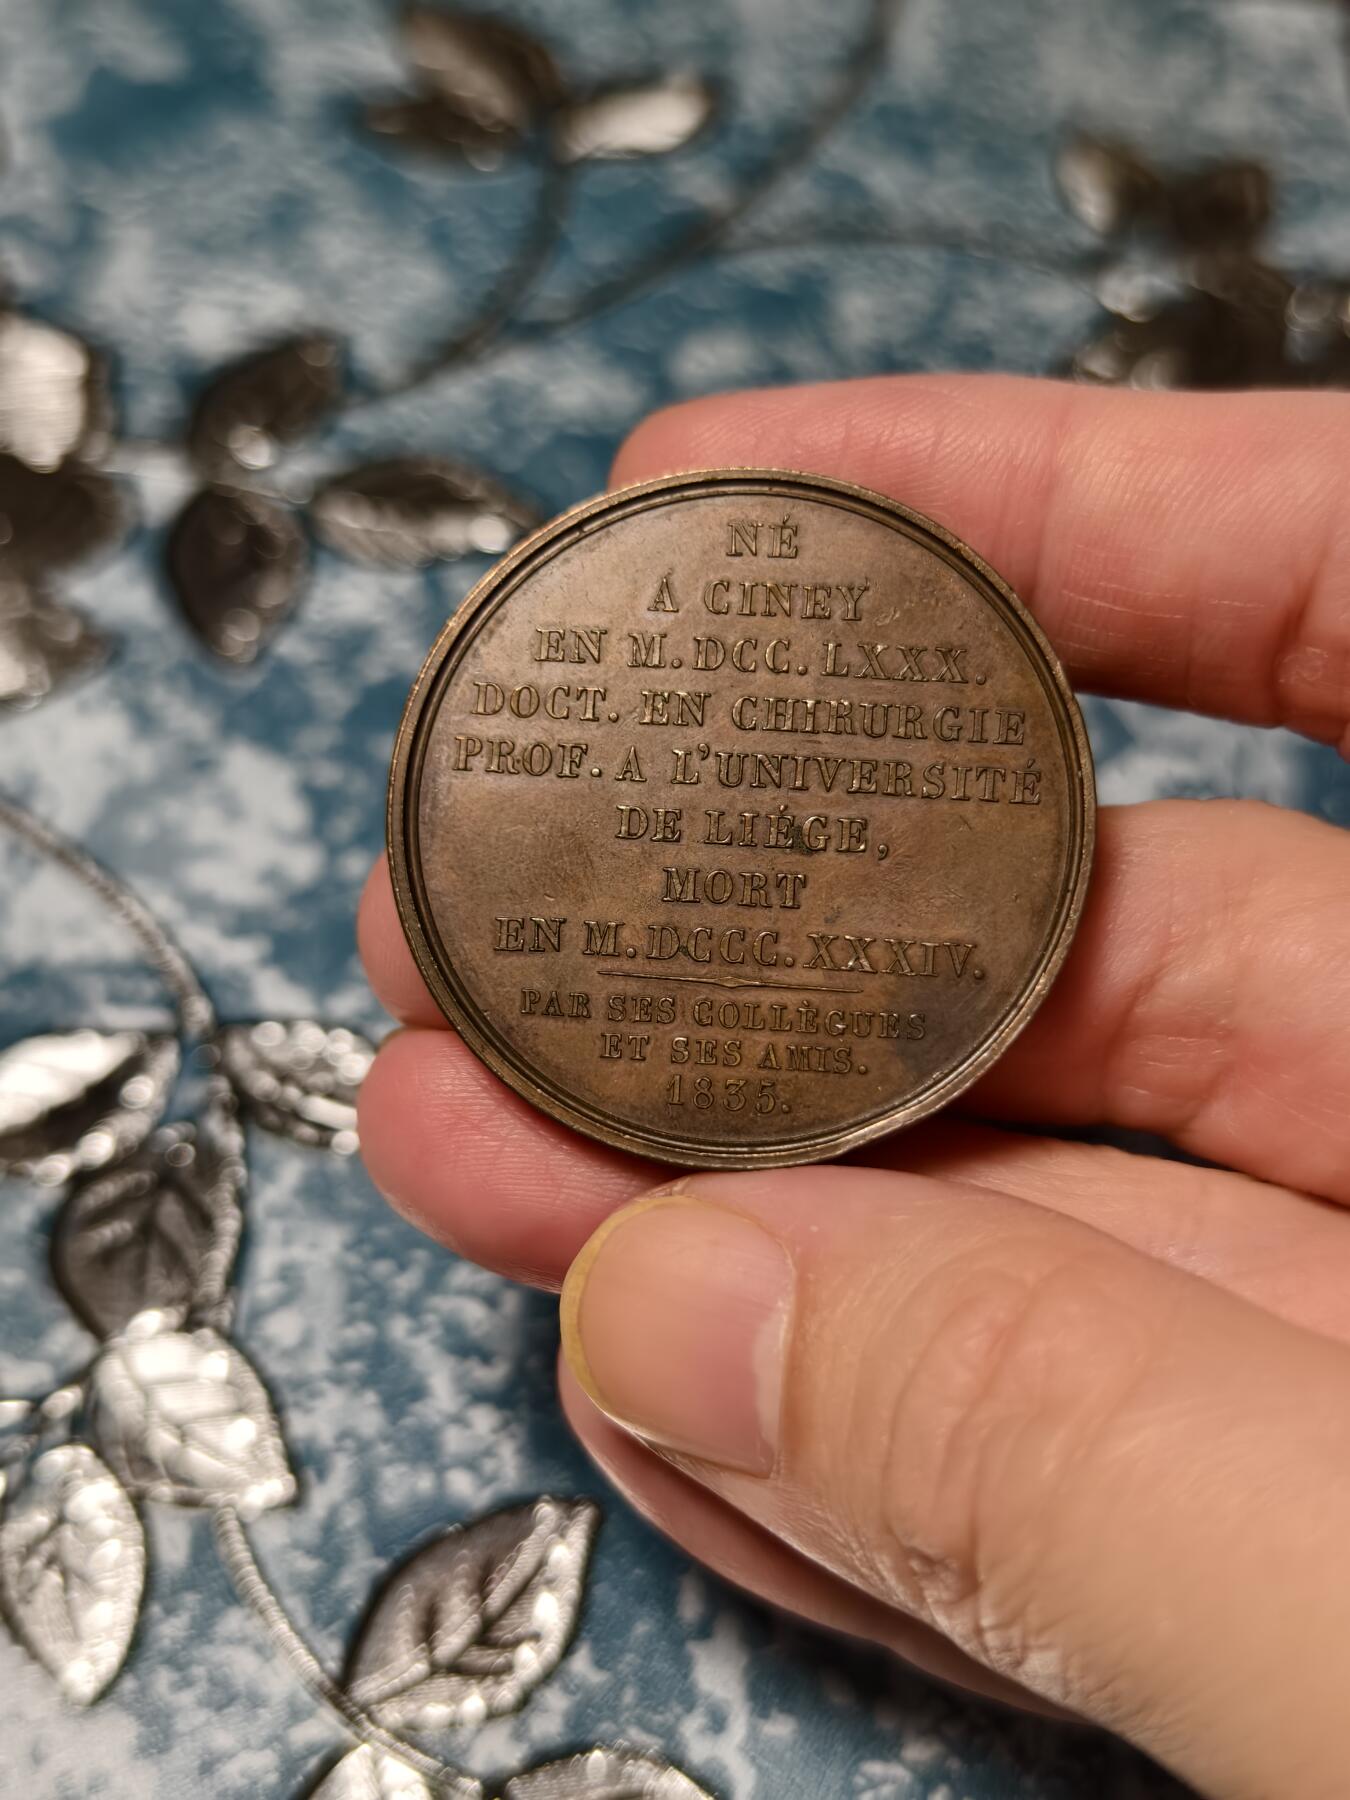 NÉ
A CINEY
EN M.DCC.LXXX.
DOCT. EN CHIRURGIE
PROF. A L'UNIVERSITÉ
DE LIÉGE,
MORT
EN M.DCCC.XXXIV.
PAR SES COLLÈGUES
ET SES AMIS.
1835.